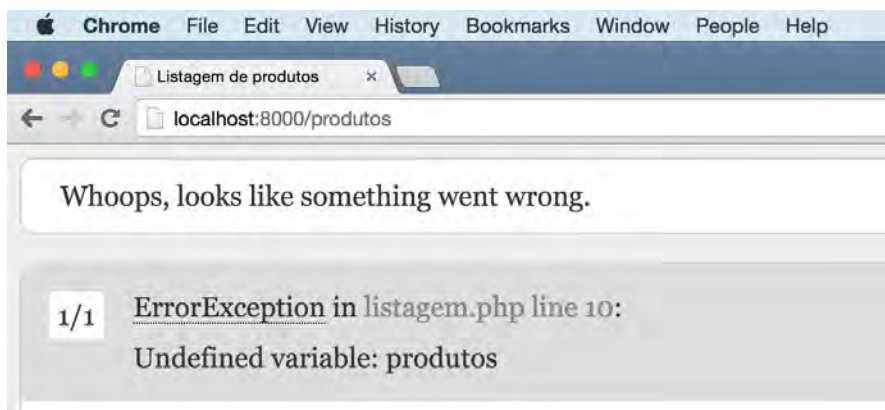 Chrome File Edit View History Bookmarks Window People Help
Listagem de produtos
localhost:8000/produtos
Whoops, looks like something went wrong.
1/1
ErrorException in listagem.php line 10:
Undefined variable: produtos